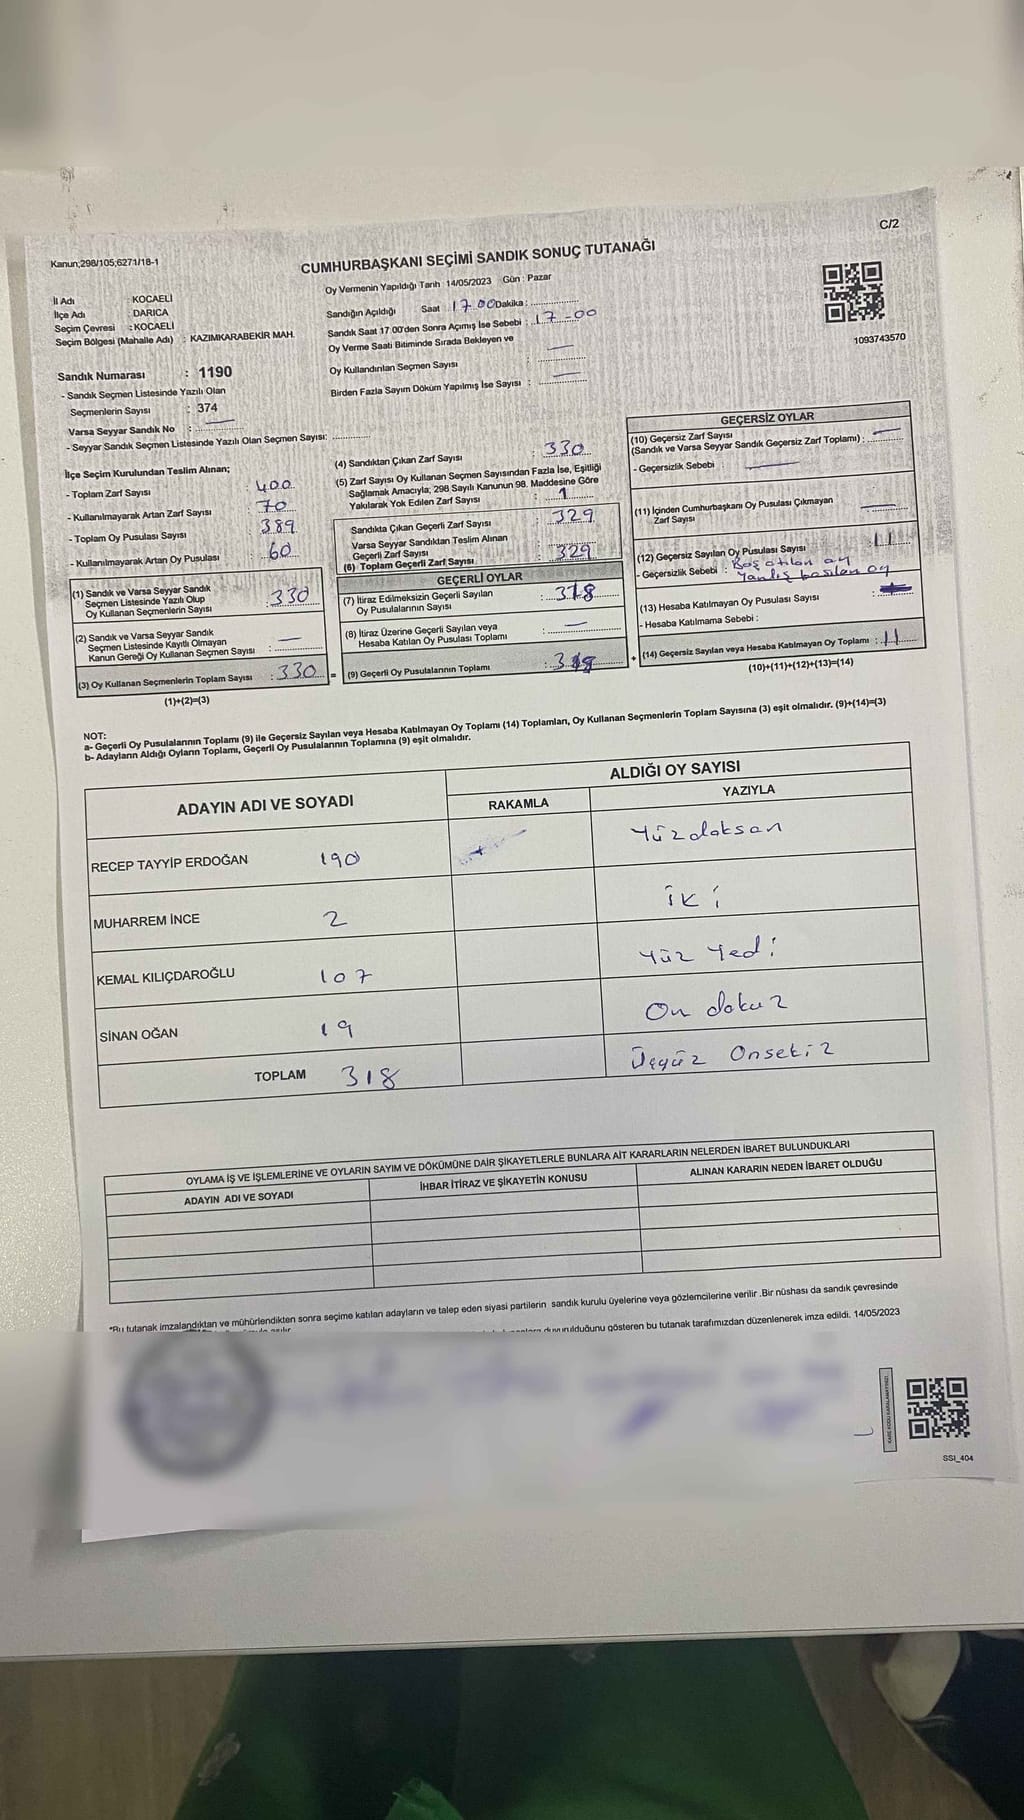 C/2
Kanun;298/105;6271/18-1
CUMHURBAŞKANI SEÇİMİ SANDIK SONUÇ TUTANAĞI
İl Adı : KOCAELİ
İlçe Adı : DARICA
Seçim Çevresi : KOCAELİ
Seçim Bölgesi (Mahalle Adı) : KAZIMKARABEKİR MAH.
Sandık Numarası : 1190
- Sandık Seçmen Listesinde Yazılı Olan
Seçmenlerin Sayısı : 374
Varsa Seyyar Sandık No :
- Seyyar Sandık Seçmen Listesinde Yazılı Olan Seçmen Sayısı:
Oy Vermenin Yapıldığı Tarih 14/05/2023 Gün : Pazar
Sandığın Açıldığı Saat : 17.00 Dakika :
Sandık Saat 17.00'den Sonra Açımış İse Sebebi : 17-00
Oy Verme Saati Bitiminde Sırada Bekleyen ve
Oy Kullandırılan Seçmen Sayısı : —
Birden Fazla Sayım Döküm Yapılmış İse Sayısı : —
1093743570
İlçe Seçim Kurulundan Teslim Alınan;
- Toplam Zarf Sayısı : 400
- Kullanılmayarak Artan Zarf Sayısı : 70
- Toplam Oy Pusulası Sayısı : 389
- Kullanılmayarak Artan Oy Pusulası : 60
(1) Sandık ve Varsa Seyyar Sandık
Seçmen Listesinde Yazılı Olup
Oy Kullanan Seçmenlerin Sayısı : 330
(2) Sandık ve Varsa Seyyar Sandık
Seçmen Listesinde Kayıtlı Olmayan
Kanun Gereği Oy Kullanan Seçmen Sayısı : —
(3) Oy Kullanan Seçmenlerin Toplam Sayısı : 330
(1)+(2)=(3)
=
(4) Sandıktan Çıkan Zarf Sayısı : 330
(5) Zarf Sayısı Oy Kullanan Seçmen Sayısından Fazla İse, Eşitliği
Sağlamak Amacıyla; 298 Sayılı Kanunun 98. Maddesine Göre
Yakılarak Yok Edilen Zarf Sayısı : 1
Sandıkta Çıkan Geçerli Zarf Sayısı : 329
Varsa Seyyar Sandıktan Teslim Alınan
Geçerli Zarf Sayısı
(6) Toplam Geçerli Zarf Sayısı : 329
GEÇERLİ OYLAR
(7) İtiraz Edilmeksizin Geçerli Sayılan
Oy Pusulalarının Sayısı : 318
(8) İtiraz Üzerine Geçerli Sayılan veya
Hesaba Katılan Oy Pusulası Toplamı : —
(9) Geçerli Oy Pusulalarının Toplamı : 318
+
GEÇERSİZ OYLAR
(10) Geçersiz Zarf Sayısı
(Sandık ve Varsa Seyyar Sandık Geçersiz Zarf Toplamı) : —
- Geçersizlik Sebebi : —
(11) İçinden Cumhurbaşkanı Oy Pusulası Çıkmayan
Zarf Sayısı : —
(12) Geçersiz Sayılan Oy Pusulası Sayısı : 11
- Geçersizlik Sebebi : Boş atılan oy
Yanlış basılan oy
(13) Hesaba Katılmayan Oy Pusulası Sayısı :
- Hesaba Katılmama Sebebi :
(14) Geçersiz Sayılan veya Hesaba Katılmayan Oy Toplamı : 11
(10)+(11)+(12)+(13)=(14)
NOT:
a- Geçerli Oy Pusulalarının Toplamı (9) ile Geçersiz Sayılan veya Hesaba Katılmayan Oy Toplamı (14) Toplamları, Oy Kullanan Seçmenlerin Toplam Sayısına (3) eşit olmalıdır. (9)+(14)=(3)
b- Adayların Aldığı Oyların Toplamı, Geçerli Oy Pusulalarının Toplamına (9) eşit olmalıdır.
ADAYIN ADI VE SOYADI
ALDIĞI OY SAYISI
RAKAMLA YAZIYLA
RECEP TAYYİP ERDOĞAN 190 Yüzdoksan
MUHARREM İNCE 2 iki
KEMAL KILIÇDAROĞLU 107 Yüz Yedi
SİNAN OĞAN 19 On dokuz
TOPLAM 318 Üçyüz Onsekiz
OYLAMA İŞ VE İŞLEMLERİNE VE OYLARIN SAYIM VE DÖKÜMÜNE DAİR ŞİKAYETLERLE BUNLARA AİT KARARLARIN NELERDEN İBARET BULUNDUKLARI
ADAYIN ADI VE SOYADI İHBAR İTİRAZ VE ŞİKAYETİN KONUSU ALINAN KARARIN NEDEN İBARET OLDUĞU
*Bu tutanak imzalandıktan ve mühürlendikten sonra seçime katılan adayların ve talep eden siyasi partilerin sandık kurulu üyelerine veya gözlemcilerine verilir .Bir nüshası da sandık çevresinde
duyurulduğunu gösteren bu tutanak tarafımızdan düzenlenerek imza edildi. 14/05/2023
SSI_404